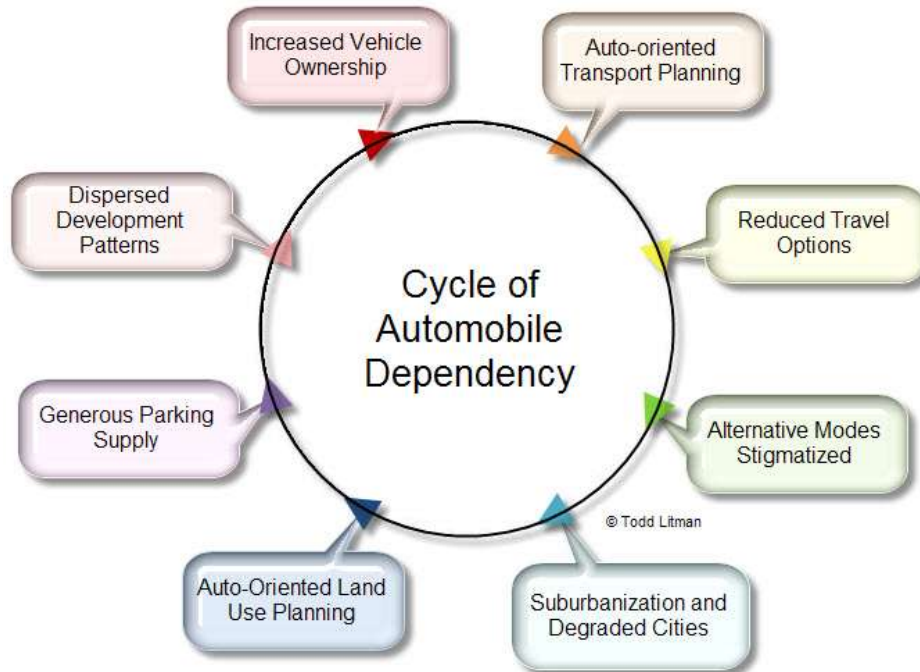 Increased Vehicle
Ownership
Auto-oriented
Transport Planning
Dispersed
Development
Patterns
Reduced Travel
Options
Cycle of
Automobile
Dependency
Generous Parking
Supply
Alternative Modes
Stigmatized
© Todd Litman
Auto-Oriented Land
Use Planning
Suburbanization and
Degraded Cities